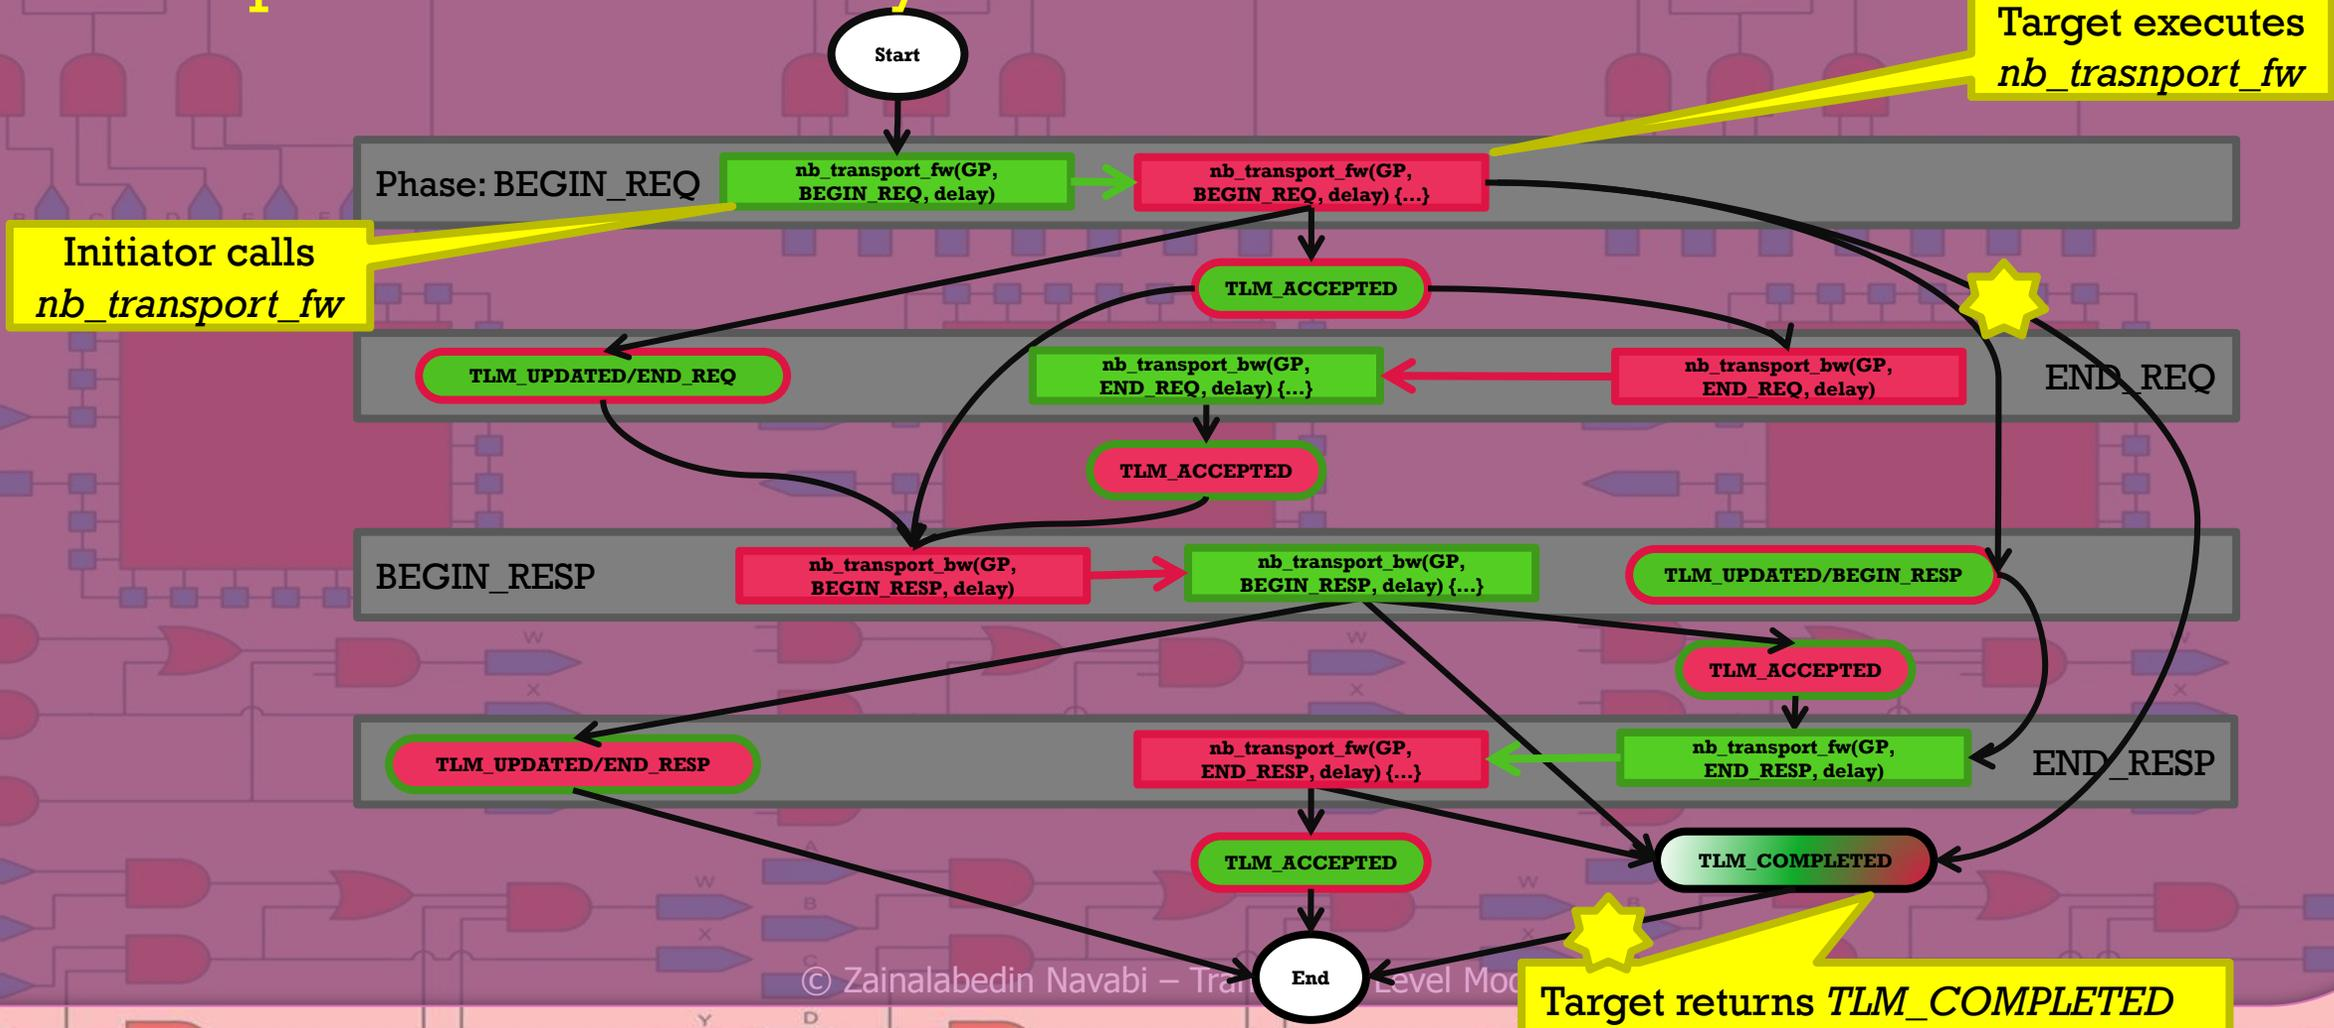 Start
Target executes
nb_trasnport_fw
Phase: BEGIN_REQ
nb_transport_fw(GP,
BEGIN_REQ, delay)
nb_transport_fw(GP,
BEGIN_REQ, delay) {...}
Initiator calls
nb_transport_fw
TLM_ACCEPTED
TLM_UPDATED/END_REQ
nb_transport_bw(GP,
END_REQ, delay) {...}
nb_transport_bw(GP,
END_REQ, delay)
END_REQ
TLM_ACCEPTED
BEGIN_RESP
nb_transport_bw(GP,
BEGIN_RESP, delay)
nb_transport_bw(GP,
BEGIN_RESP, delay) {...}
TLM_UPDATED/BEGIN_RESP
TLM_ACCEPTED
TLM_UPDATED/END_RESP
nb_transport_fw(GP,
END_RESP, delay) {...}
nb_transport_fw(GP,
END_RESP, delay)
END_RESP
TLM_ACCEPTED
TLM_COMPLETED
End
© Zainalabedin Navabi – Level
Target returns TLM_COMPLETED
W
X
W
X
W
X
A
B
C
D
W
X
Y
W
X
B